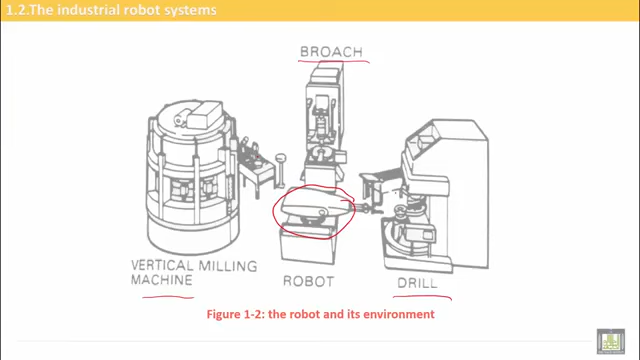 1.2.The industrial robot systems
BROACH
VERTICAL MILLING
MACHINE
ROBOT
DRILL
Figure 1-2: the robot and its environment